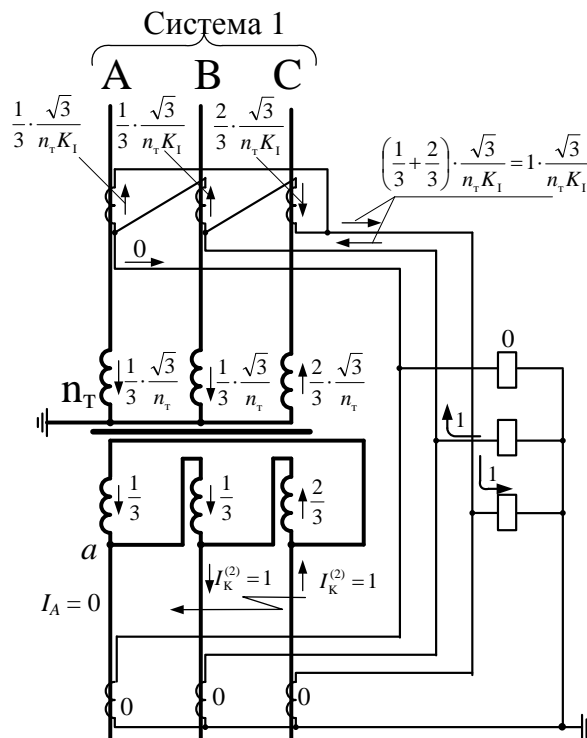 Система 1
A B C
1/3 · √3/(n_т K_I) 1/3 · √3/(n_т K_I) 2/3 · √3/(n_т K_I)
(1/3 + 2/3) · √3/(n_т K_I) = 1 · √3/(n_т K_I)
0
0
n_т
1/3 · √3/n_т 1/3 · √3/n_т 2/3 · √3/n_т
1
1
1/3 1/3 2/3
a
I_A = 0
I_К^(2) = 1 I_К^(2) = 1
0 0 0